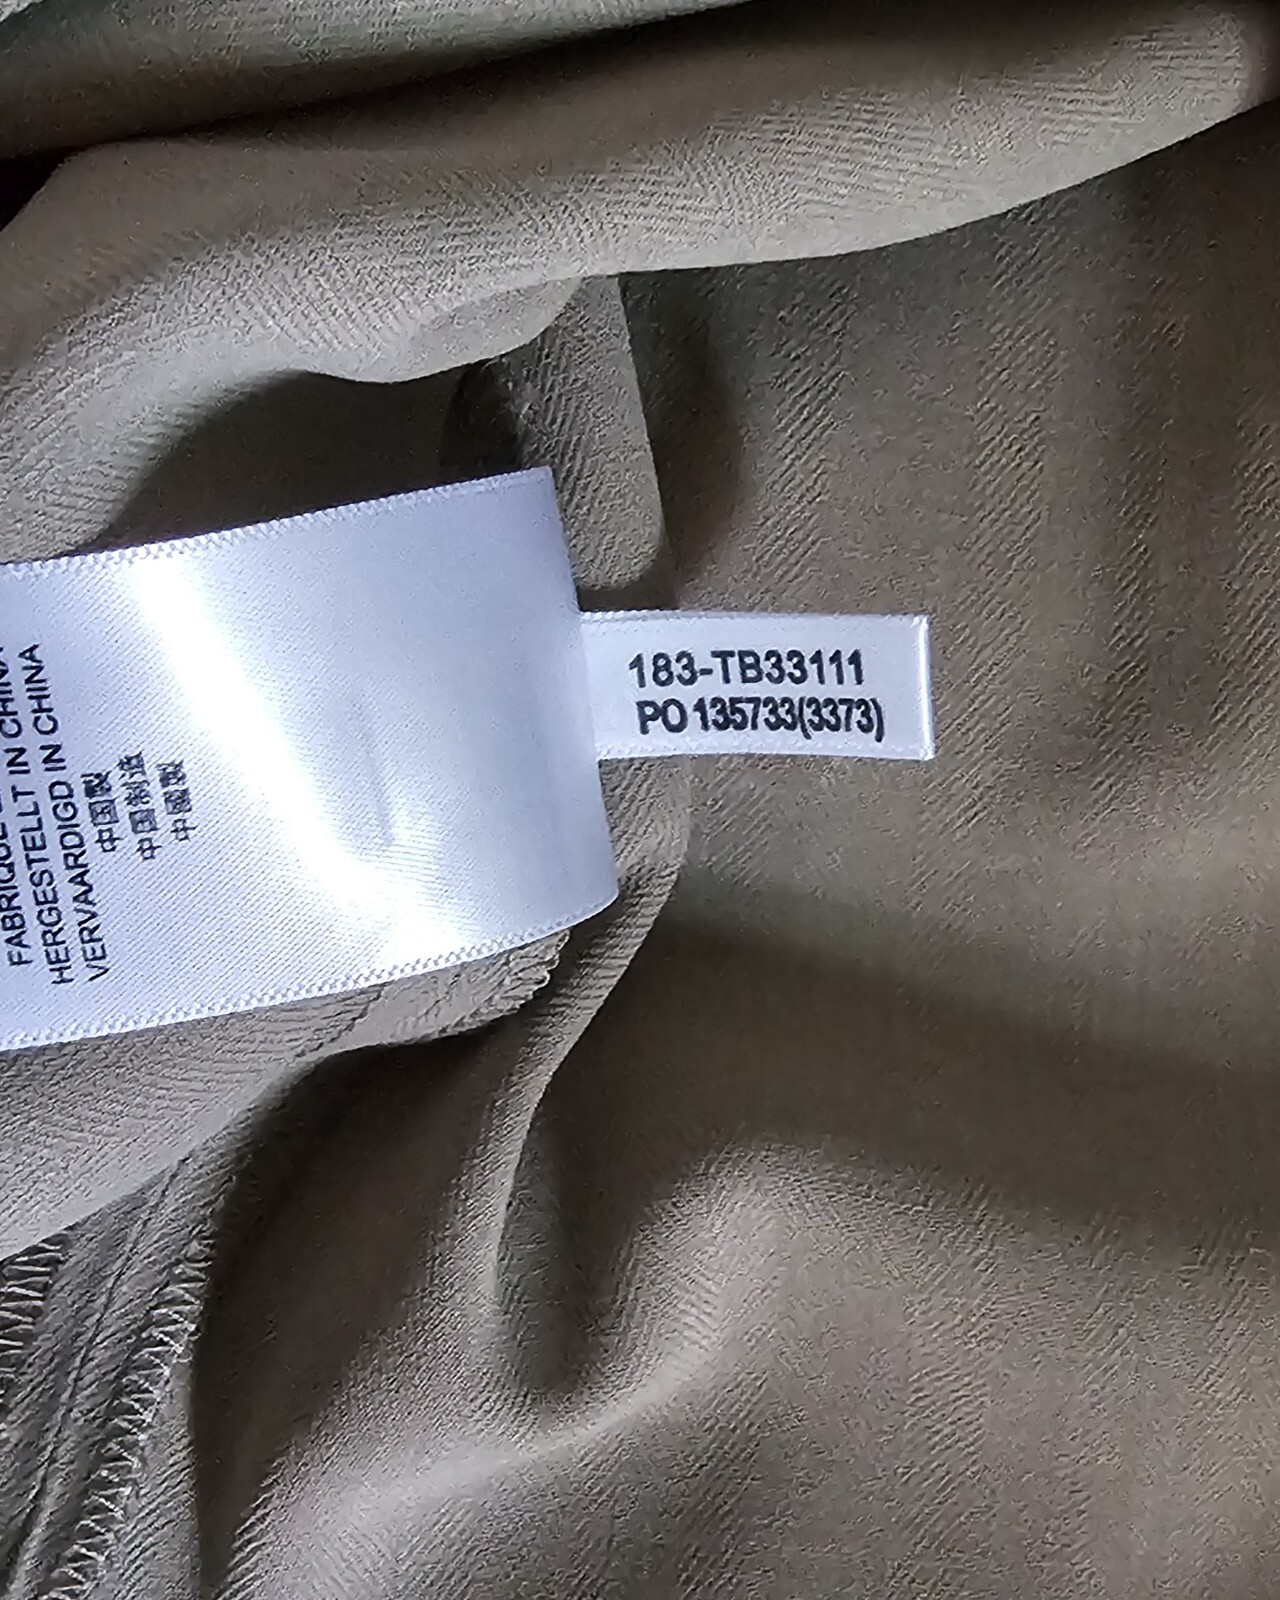 183-TB33111
PO 135733(3373)
FABRIQUÉ EN CHINA
HERGESTELLT IN CHINA
VERVAARDIGD IN CHINA
中国製
中国制造
中國製